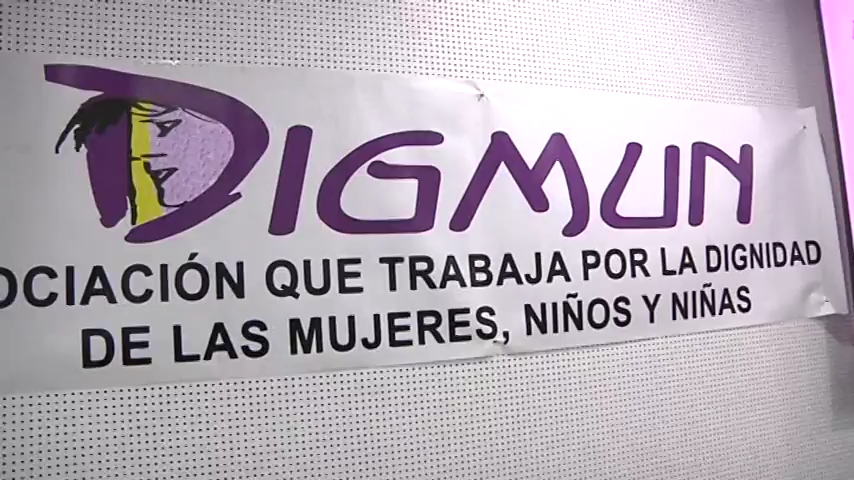 DIGMUN
OCIACIÓN QUE TRABAJA POR LA DIGNIDAD
DE LAS MUJERES, NIÑOS Y NIÑAS